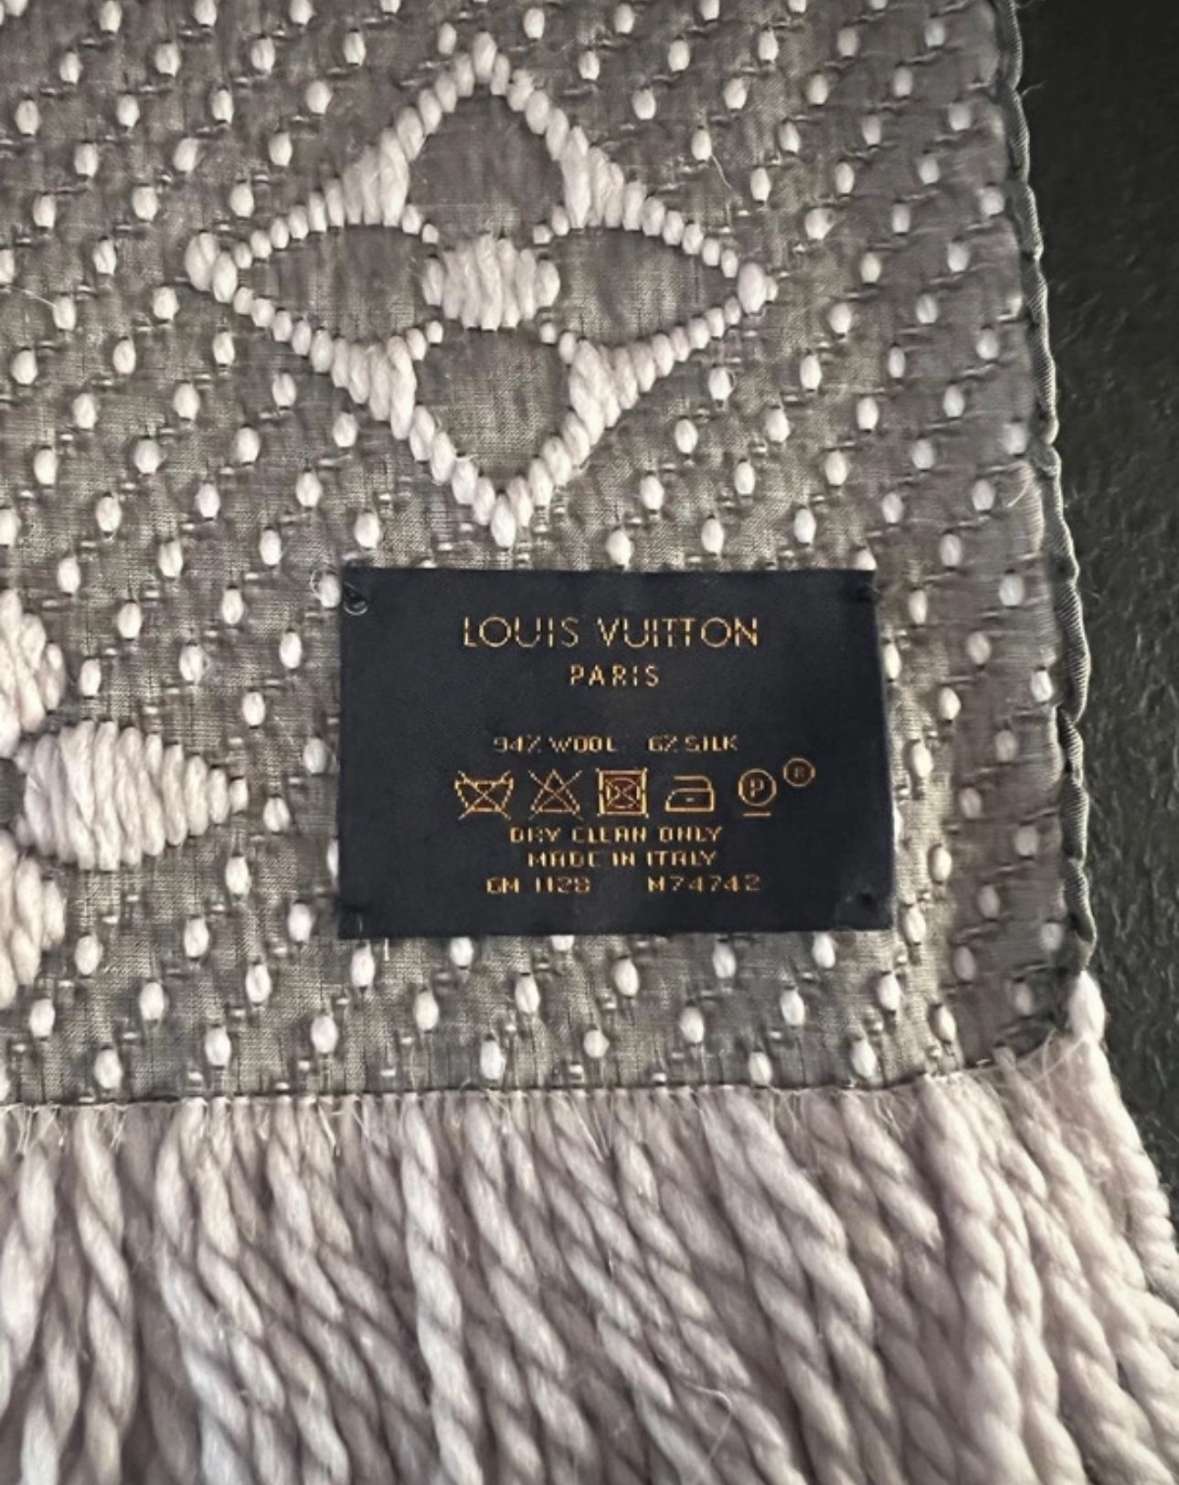 LOUIS VUITTON
PARIS
94% WOOL 6% SILK
P R
DRY CLEAN ONLY
MADE IN ITALY
GM 1128 M74742